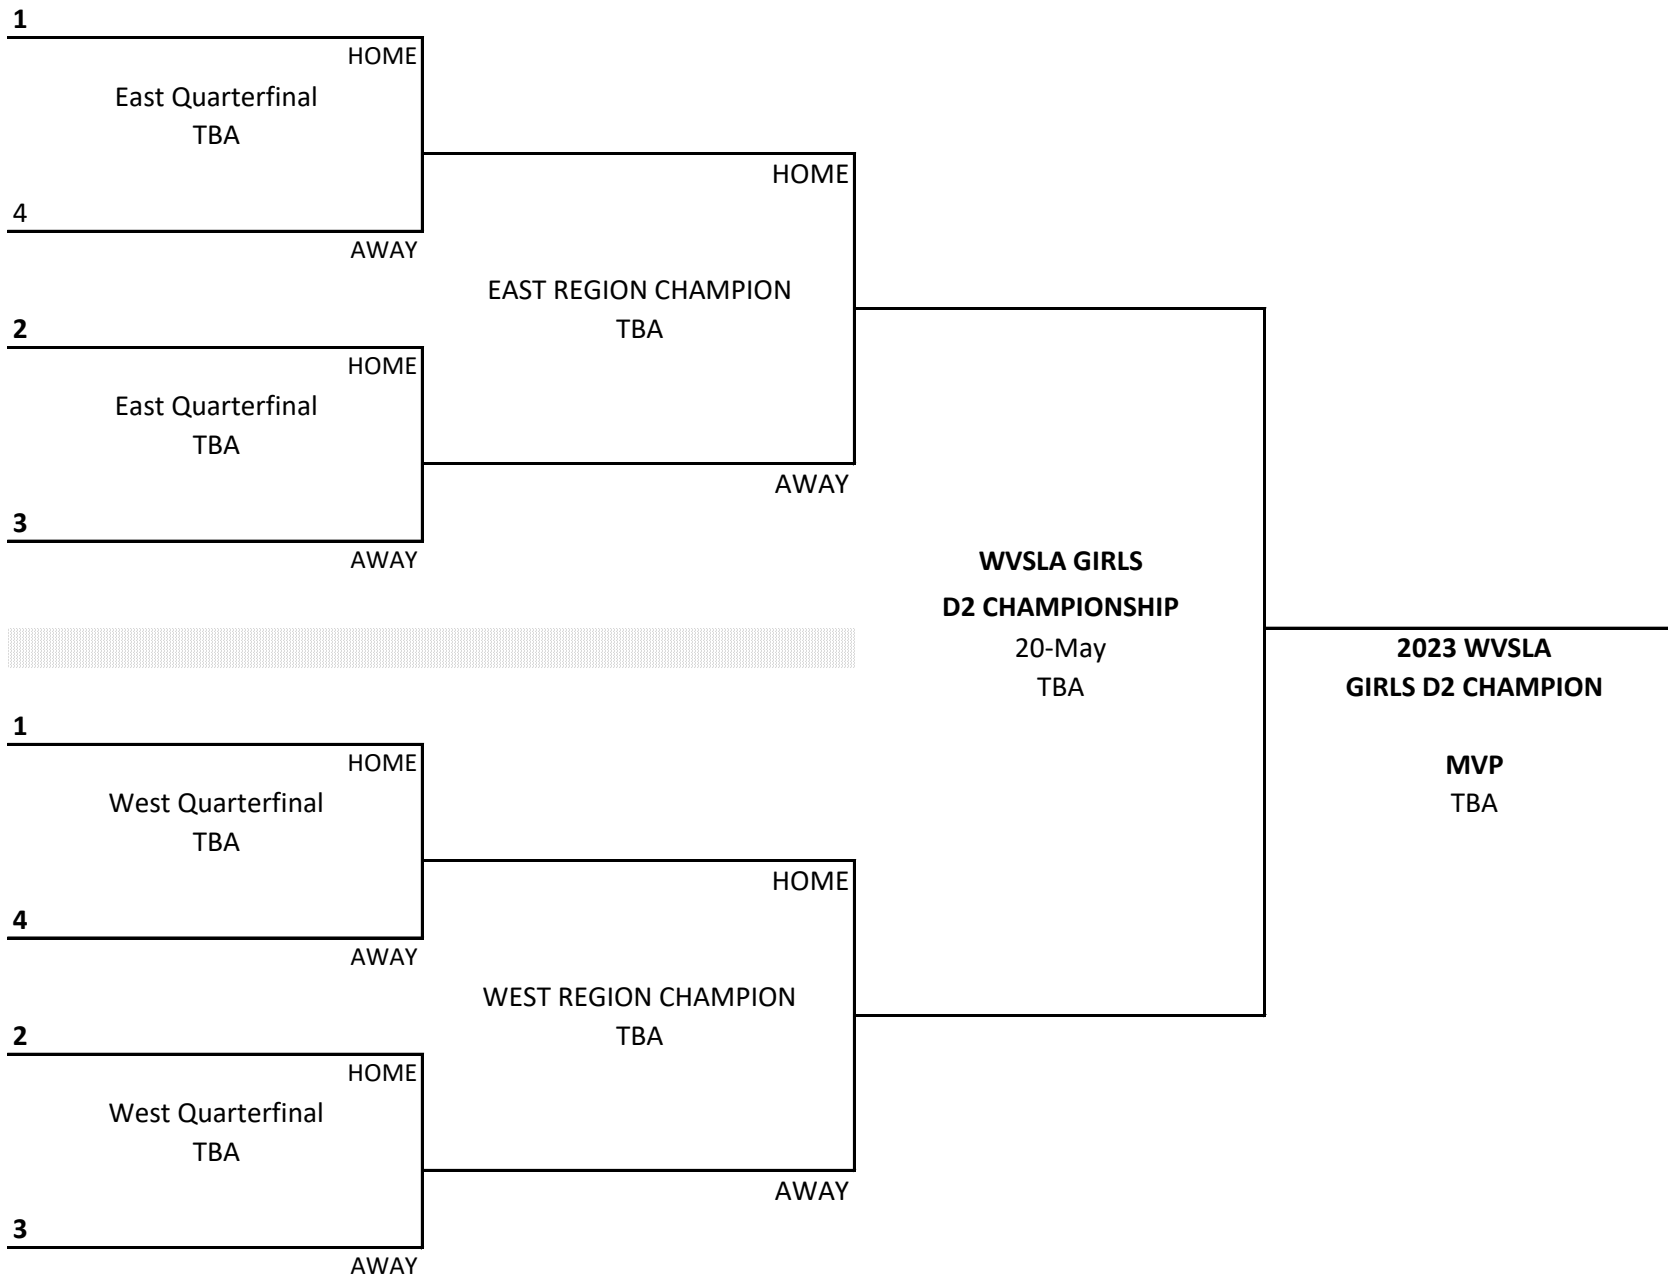 1
HOME
East Quarterfinal
TBA
4
AWAY
2
HOME
East Quarterfinal
TBA
3
AWAY
HOME
EAST REGION CHAMPION
TBA
AWAY
1
HOME
West Quarterfinal
TBA
4
AWAY
2
HOME
West Quarterfinal
TBA
3
AWAY
HOME
WEST REGION CHAMPION
TBA
AWAY
WVSLA GIRLS
D2 CHAMPIONSHIP
20-May
TBA
2023 WVSLA
GIRLS D2 CHAMPION
MVP
TBA